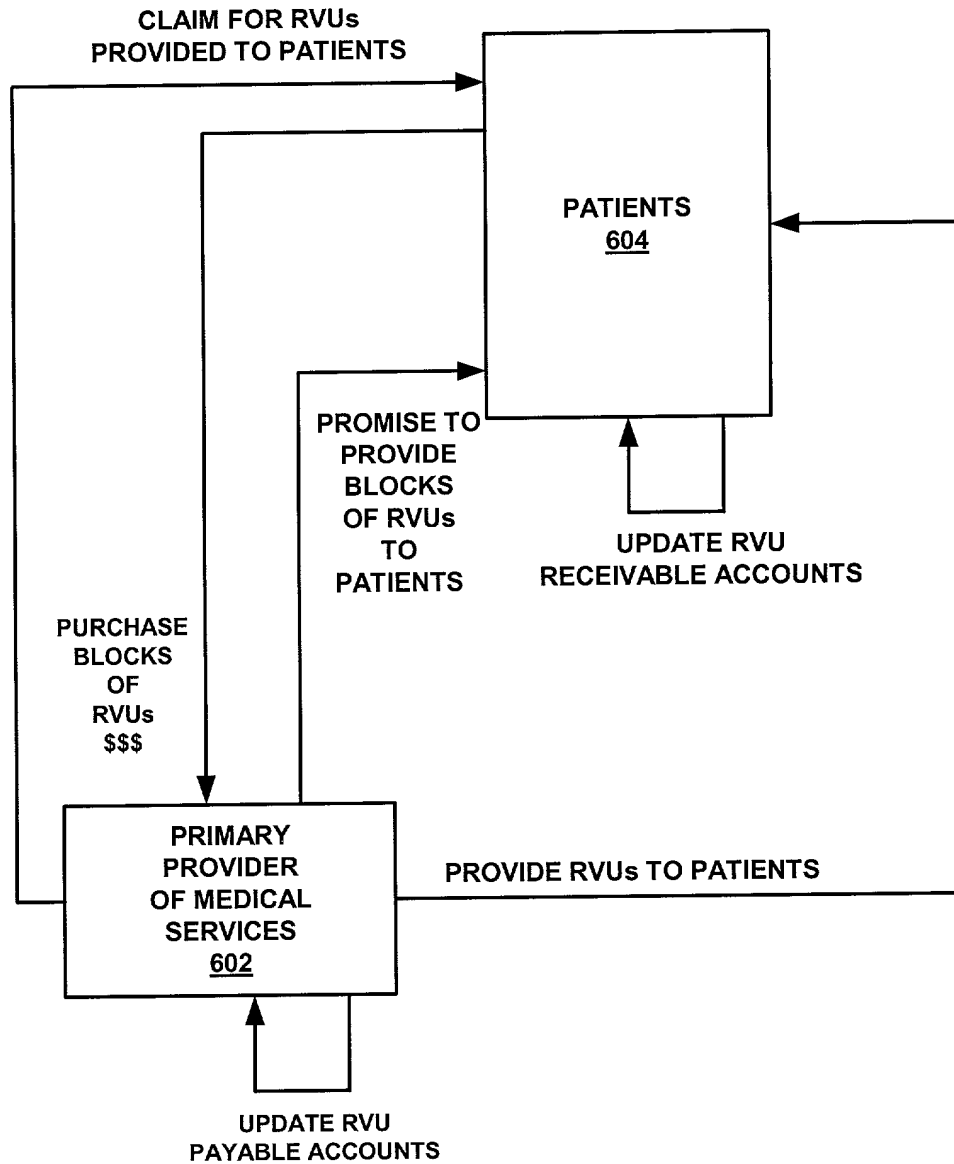 CLAIM FOR RVUs
PROVIDED TO PATIENTS
PATIENTS
604
PROMISE TO
PROVIDE
BLOCKS
OF RVUs
TO
PATIENTS
UPDATE RVU
RECEIVABLE ACCOUNTS
PURCHASE
BLOCKS
OF
RVUs
$$$
PRIMARY
PROVIDER
OF MEDICAL
SERVICES
602
PROVIDE RVUs TO PATIENTS
UPDATE RVU
PAYABLE ACCOUNTS